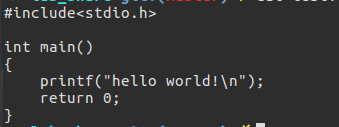 #include<stdio.h>
int main()
{
    printf("hello world!\n");
    return 0;
}